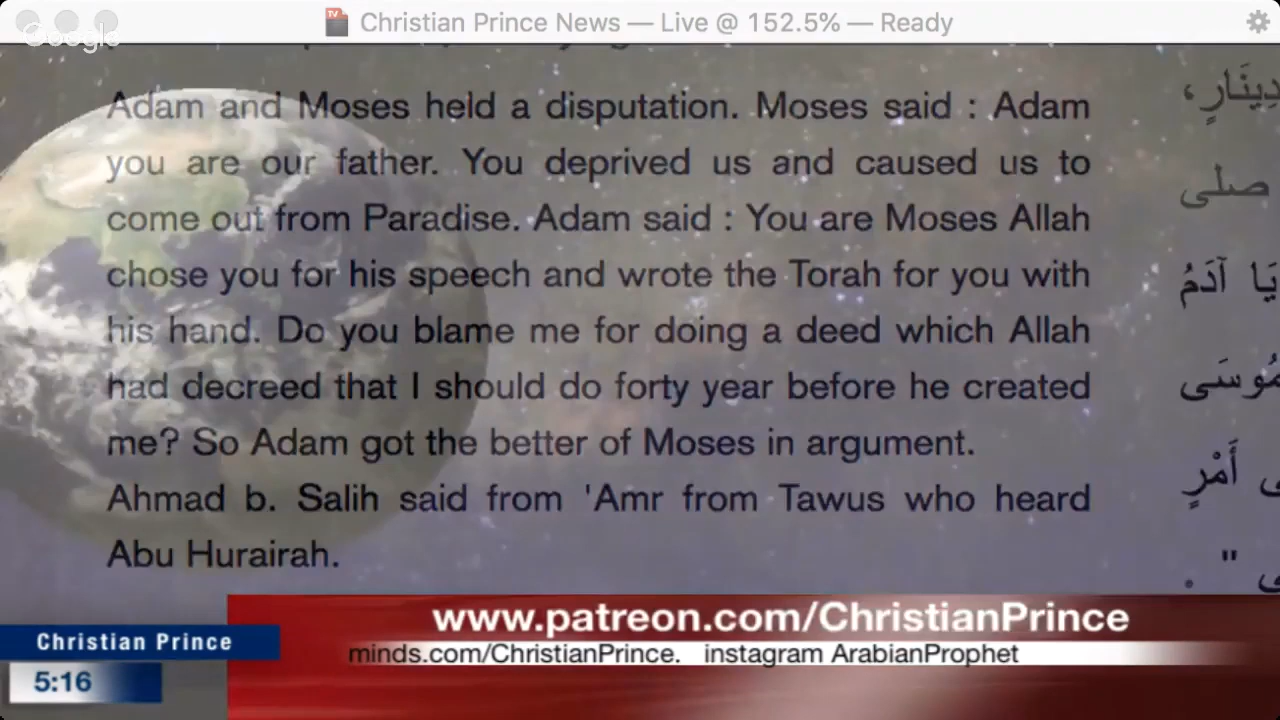 Christian Prince News — Live @ 152.5% — Ready
Google
Adam and Moses held a disputation. Moses said : Adam
you are our father. You deprived us and caused us to
come out from Paradise. Adam said : You are Moses Allah
chose you for his speech and wrote the Torah for you with
his hand. Do you blame me for doing a deed which Allah
had decreed that I should do forty year before he created
me? So Adam got the better of Moses in argument.
Ahmad b. Salih said from 'Amr from Tawus who heard
Abu Hurairah.
دِينَارٍ،
صلى
يَا آدَمُ
مُوسَى
أَمْرٍ
" .
www.patreon.com/ChristianPrince
Christian Prince
minds.com/ChristianPrince. instagram ArabianProphet
5:16